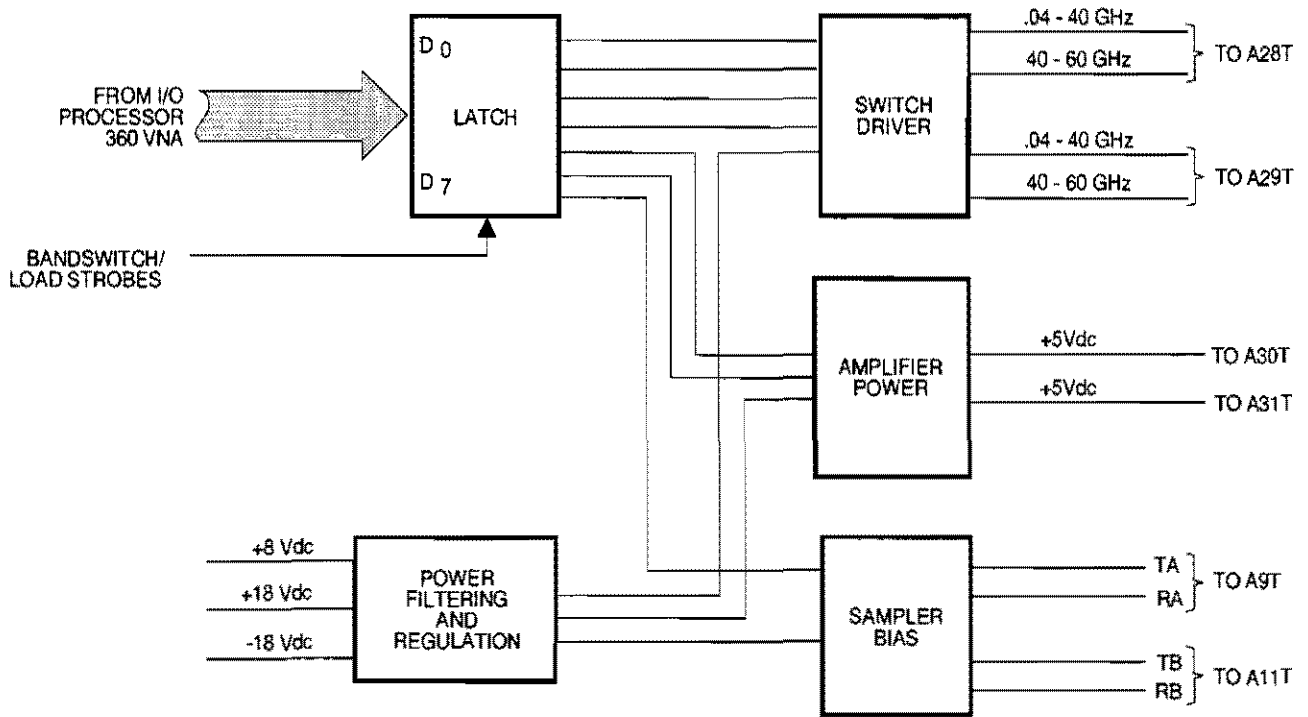 .04 - 40 GHz
40 - 60 GHz
TO A28T
D 0
FROM I/O
PROCESSOR
360 VNA
LATCH
SWITCH
DRIVER
.04 - 40 GHz
40 - 60 GHz
TO A29T
D 7
BANDSWITCH/
LOAD STROBES
AMPLIFIER
POWER
+5Vdc
TO A30T
+5Vdc
TO A31T
+8 Vdc
+18 Vdc
-18 Vdc
POWER
FILTERING
AND
REGULATION
SAMPLER
BIAS
TA
RA
TO A9T
TB
RB
TO A11T